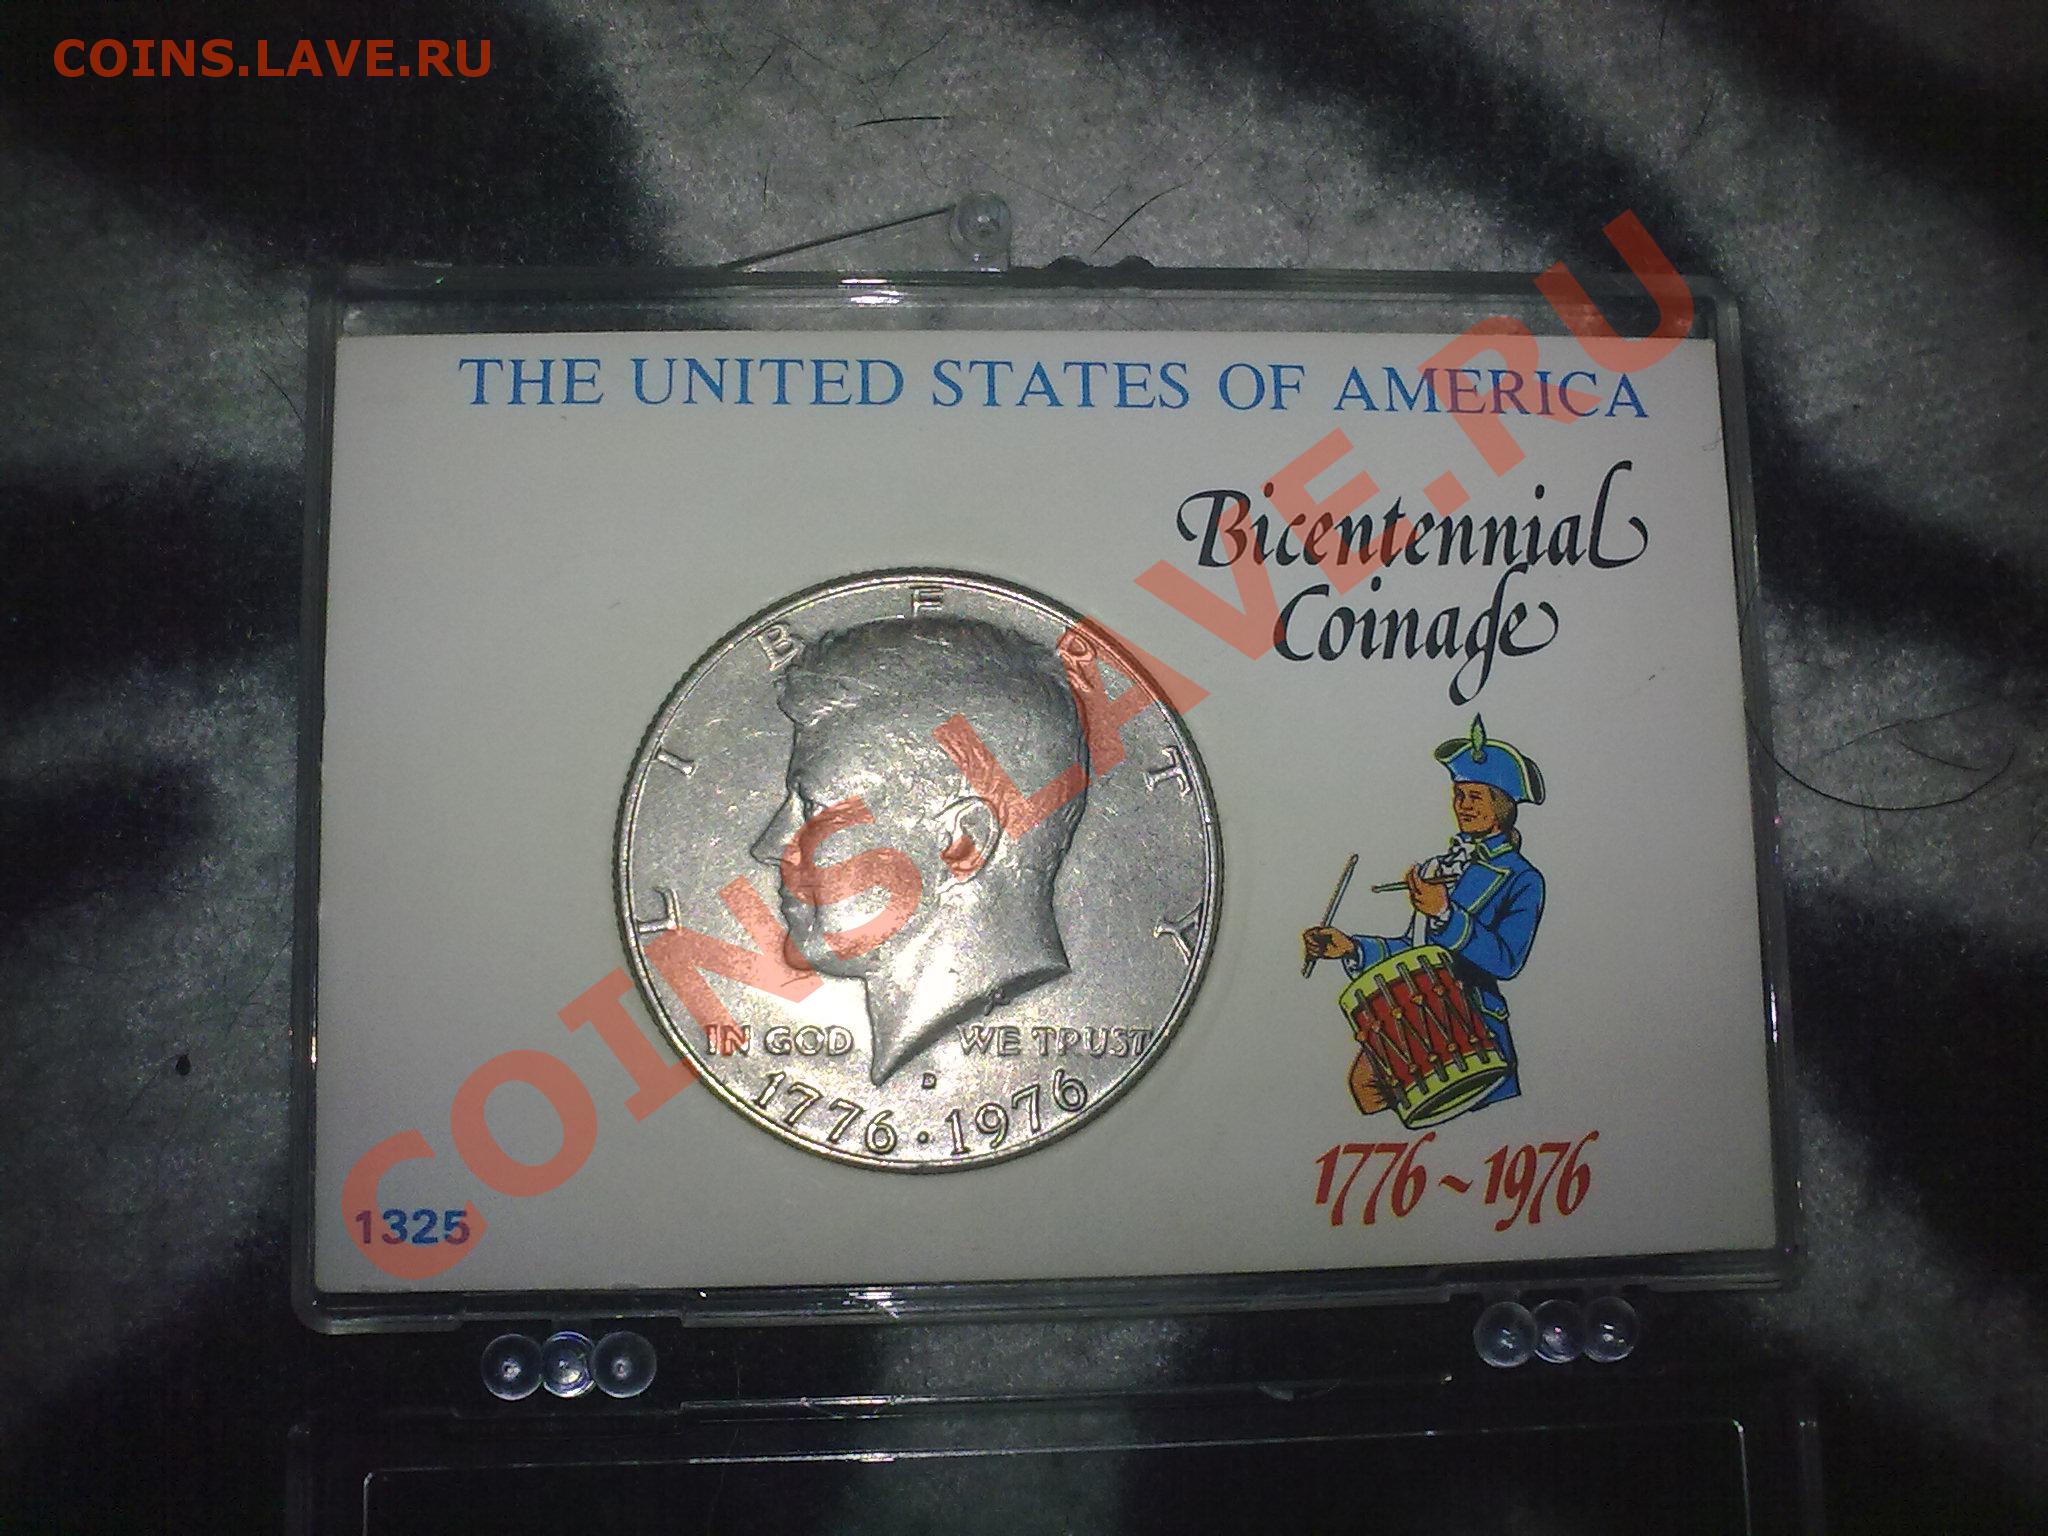 COINS.LAVE.RU
THE UNITED STATES OF AMERICA
Bicentennial
Coinage
LIBERTY
IN GOD WE TRUST
D
1776·1976
1776~1976
1325
COINS.LAVE.RU